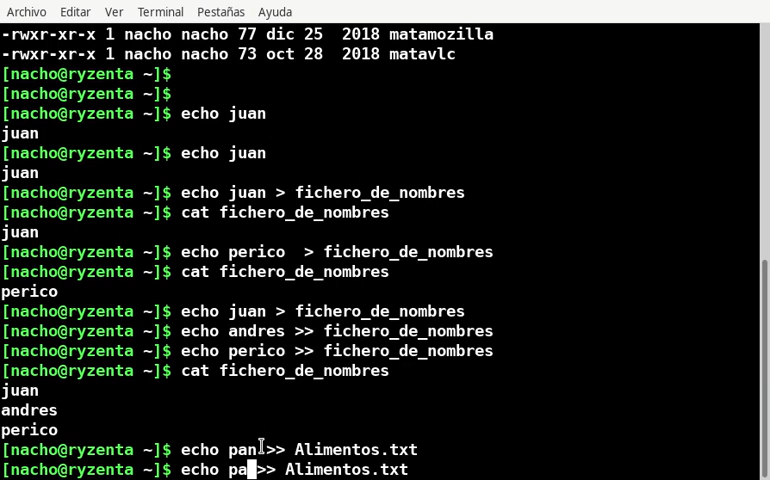 Archivo Editar Ver Terminal Pestañas Ayuda
-rwxr-xr-x 1 nacho nacho 77 dic 25  2018 matamozilla
-rwxr-xr-x 1 nacho nacho 73 oct 28  2018 matavlc
[nacho@ryzenta ~]$
[nacho@ryzenta ~]$
[nacho@ryzenta ~]$ echo juan
juan
[nacho@ryzenta ~]$ echo juan
juan
[nacho@ryzenta ~]$ echo juan > fichero_de_nombres
[nacho@ryzenta ~]$ cat fichero_de_nombres
juan
[nacho@ryzenta ~]$ echo perico  > fichero_de_nombres
[nacho@ryzenta ~]$ cat fichero_de_nombres
perico
[nacho@ryzenta ~]$ echo juan > fichero_de_nombres
[nacho@ryzenta ~]$ echo andres >> fichero_de_nombres
[nacho@ryzenta ~]$ echo perico >> fichero_de_nombres
[nacho@ryzenta ~]$ cat fichero_de_nombres
juan
andres
perico
[nacho@ryzenta ~]$ echo pan >> Alimentos.txt
[nacho@ryzenta ~]$ echo pa >> Alimentos.txt